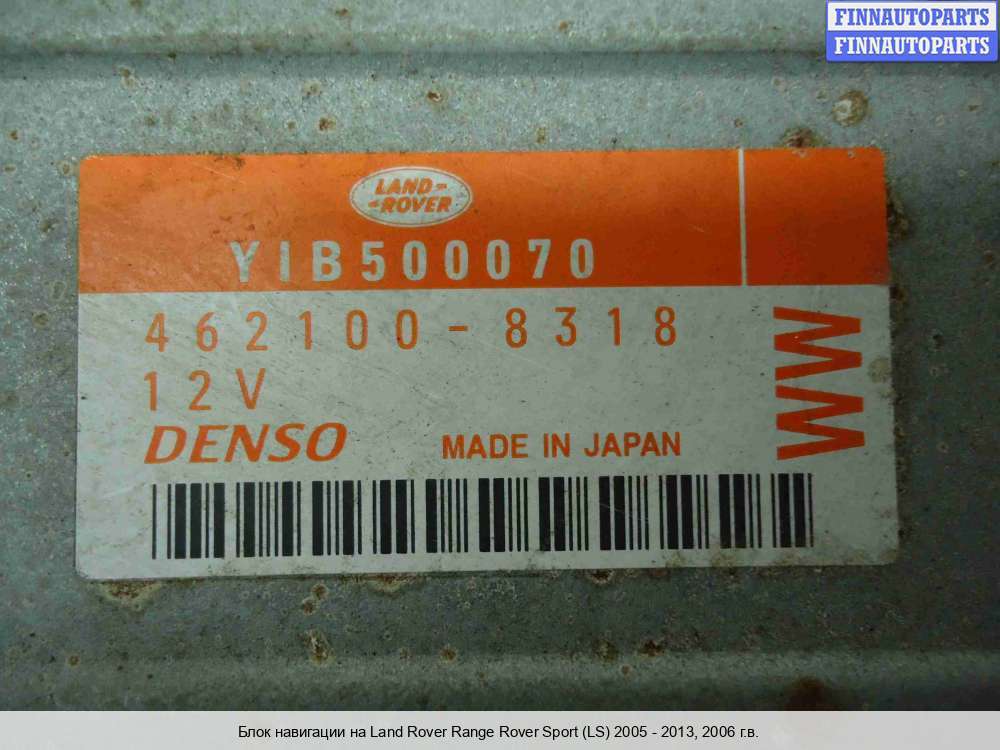 FINNAUTOPARTS
FINNAUTOPARTS
LAND-
-ROVER
YIB500070
462100-8318
12V
DENSO MADE IN JAPAN
WW
Блок навигации на Land Rover Range Rover Sport (LS) 2005 - 2013, 2006 г.в.